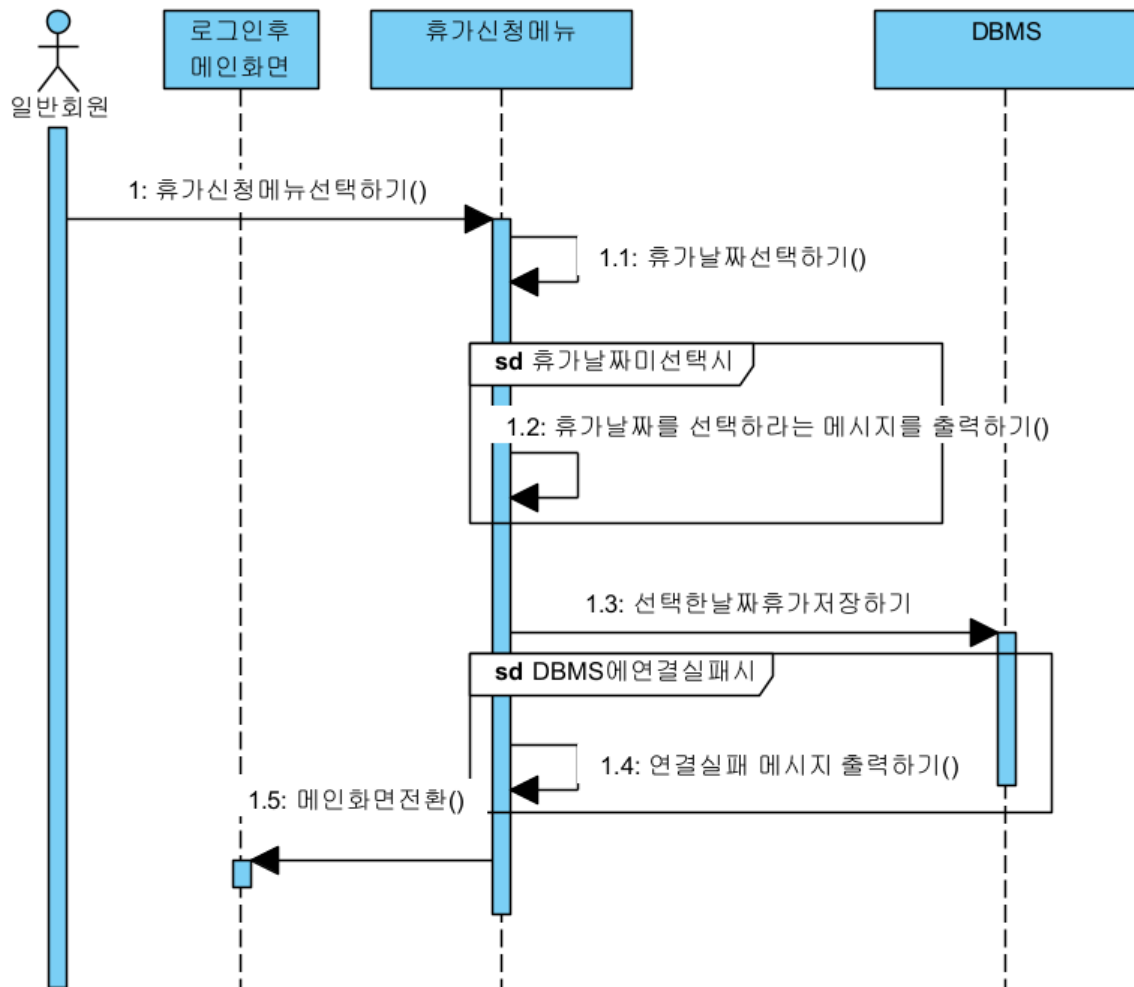 로그인후
메인화면
휴가신청메뉴
DBMS
일반회원
1: 휴가신청메뉴선택하기()
1.1: 휴가날짜선택하기()
sd 휴가날짜미선택시
1.2: 휴가날짜를 선택하라는 메시지를 출력하기()
1.3: 선택한날짜휴가저장하기
sd DBMS에연결실패시
1.4: 연결실패 메시지 출력하기()
1.5: 메인화면전환()